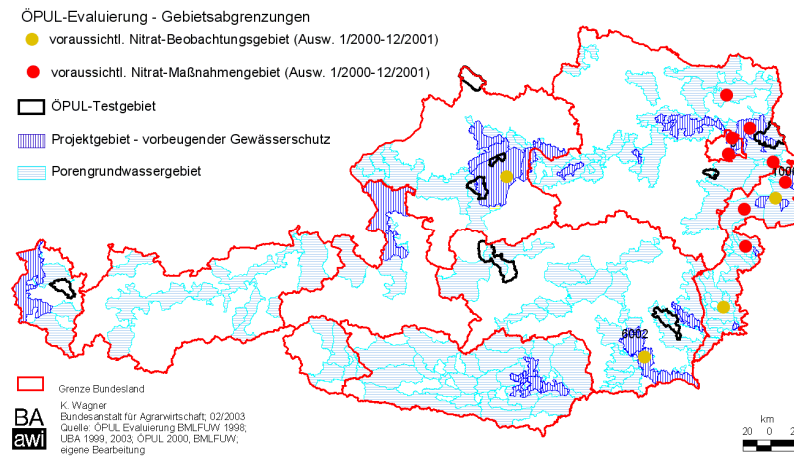 ÖPUL-Evaluierung - Gebietsabgrenzungen
voraussichtl. Nitrat-Beobachtungsgebiet (Ausw. 1/2000-12/2001)
voraussichtl. Nitrat-Maßnahmengebiet (Ausw. 1/2000-12/2001)
ÖPUL-Testgebiet
Projektgebiet - vorbeugender Gewässerschutz
Porengrundwassergebiet
6002
Grenze Bundesland
K. Wagner
Bundesanstalt für Agrarwirtschaft; 02/2003
Quelle: ÖPUL Evaluierung BMLFUW 1998;
UBA 1999, 2003; ÖPUL 2000, BMLFUW;
eigene Bearbeitung
BA
awi
km
20 0